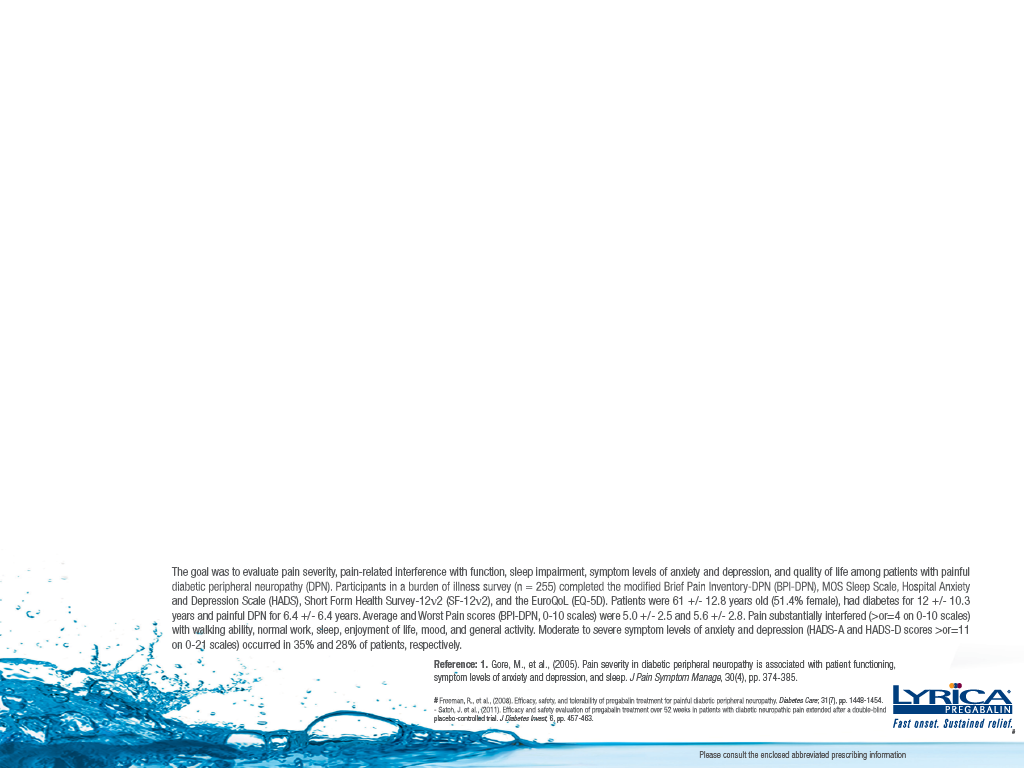 The goal was to evaluate pain severity, pain-related interference with function, sleep impairment, symptom levels of anxiety and depression, and quality of life among patients with painful
diabetic peripheral neuropathy (DPN). Participants in a burden of illness survey (n = 255) completed the modified Brief Pain Inventory-DPN (BPI-DPN), MOS Sleep Scale, Hospital Anxiety
and Depression Scale (HADS), Short Form Health Survey-12v2 (SF-12v2), and the EuroQoL (EQ-5D). Patients were 61 +/- 12.8 years old (51.4% female), had diabetes for 12 +/- 10.3
years and painful DPN for 6.4 +/- 6.4 years. Average and Worst Pain scores (BPI-DPN, 0-10 scales) were 5.0 +/- 2.5 and 5.6 +/- 2.8. Pain substantially interfered (>or=4 on 0-10 scales)
with walking ability, normal work, sleep, enjoyment of life, mood, and general activity. Moderate to severe symptom levels of anxiety and depression (HADS-A and HADS-D scores >or=11
on 0-21 scales) occurred in 35% and 28% of patients, respectively.
Reference: 1. Gore, M., et al., (2005). Pain severity in diabetic peripheral neuropathy is associated with patient functioning,
symptom levels of anxiety and depression, and sleep. J Pain Symptom Manage, 30(4), pp. 374-385.
# Freeman, R., et al., (2008). Efficacy, safety, and tolerability of pregabalin treatment for painful diabetic peripheral neuropathy. Diabetes Care; 31(7), pp. 1448-1454.
- Satoh, J. et al., (2011). Efficacy and safety evaluation of pregabalin treatment over 52 weeks in patients with diabetic neuropathic pain extended after a double-blind
placebo-controlled trial. J Diabetes Invest, 6, pp. 457-463.
LYRICA®
PREGABALIN
Fast onset. Sustained relief.
#
Please consult the enclosed abbreviated prescribing information